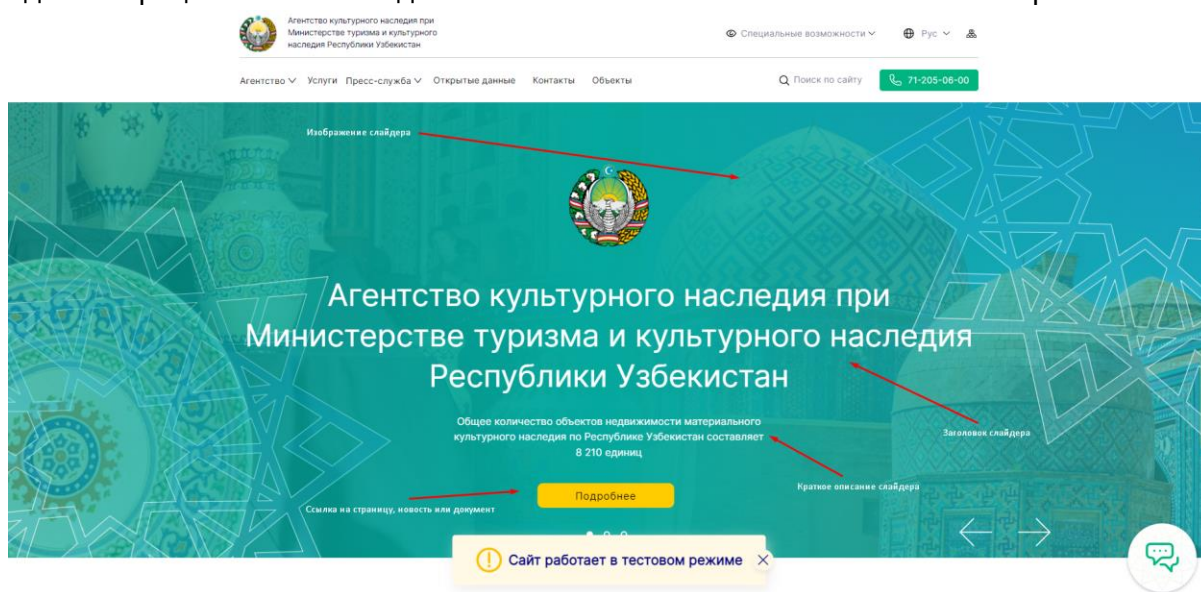 Агентство культурного наследия при
Министерстве туризма и культурного
наследия Республики Узбекистан
Специальные возможности
Рус
Агентство Услуги Пресс-служба Открытые данные Контакты Объекты
Поиск по сайту
71-205-06-00
Изображение слайдера
Агентство культурного наследия при
Министерстве туризма и культурного наследия
Республики Узбекистан
Общее количество объектов недвижимости материального
культурного наследия по Республике Узбекистан составляет
8 210 единиц
Заголовок слайдера
Краткое описание слайдера
Подробнее
Ссылка на страницу, новость или документ
Сайт работает в тестовом режиме